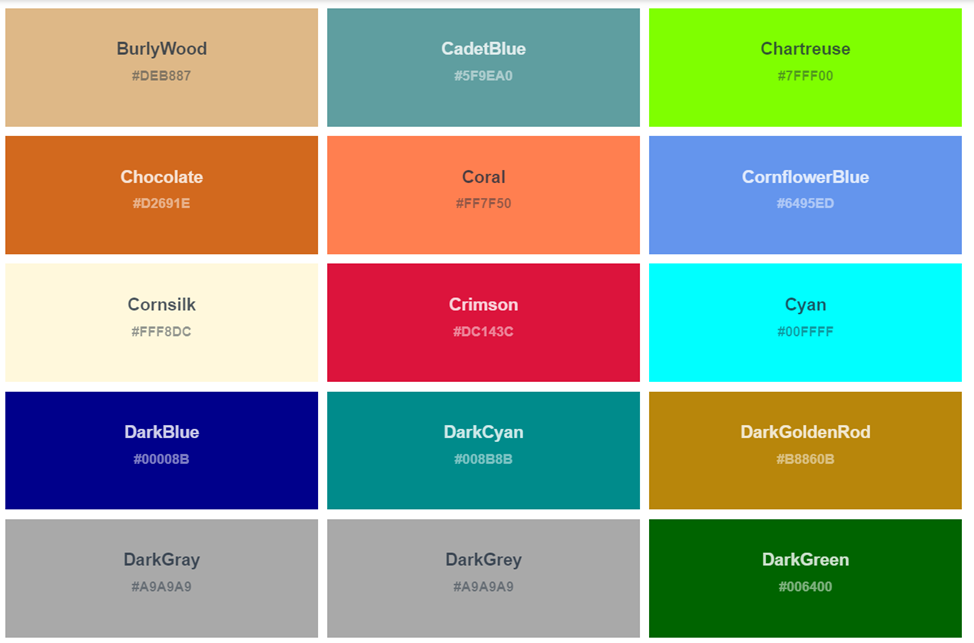 BurlyWood
#DEB887
CadetBlue
#5F9EA0
Chartreuse
#7FFF00
Chocolate
#D2691E
Coral
#FF7F50
CornflowerBlue
#6495ED
Cornsilk
#FFF8DC
Crimson
#DC143C
Cyan
#00FFFF
DarkBlue
#00008B
DarkCyan
#008B8B
DarkGoldenRod
#B8860B
DarkGray
#A9A9A9
DarkGrey
#A9A9A9
DarkGreen
#006400